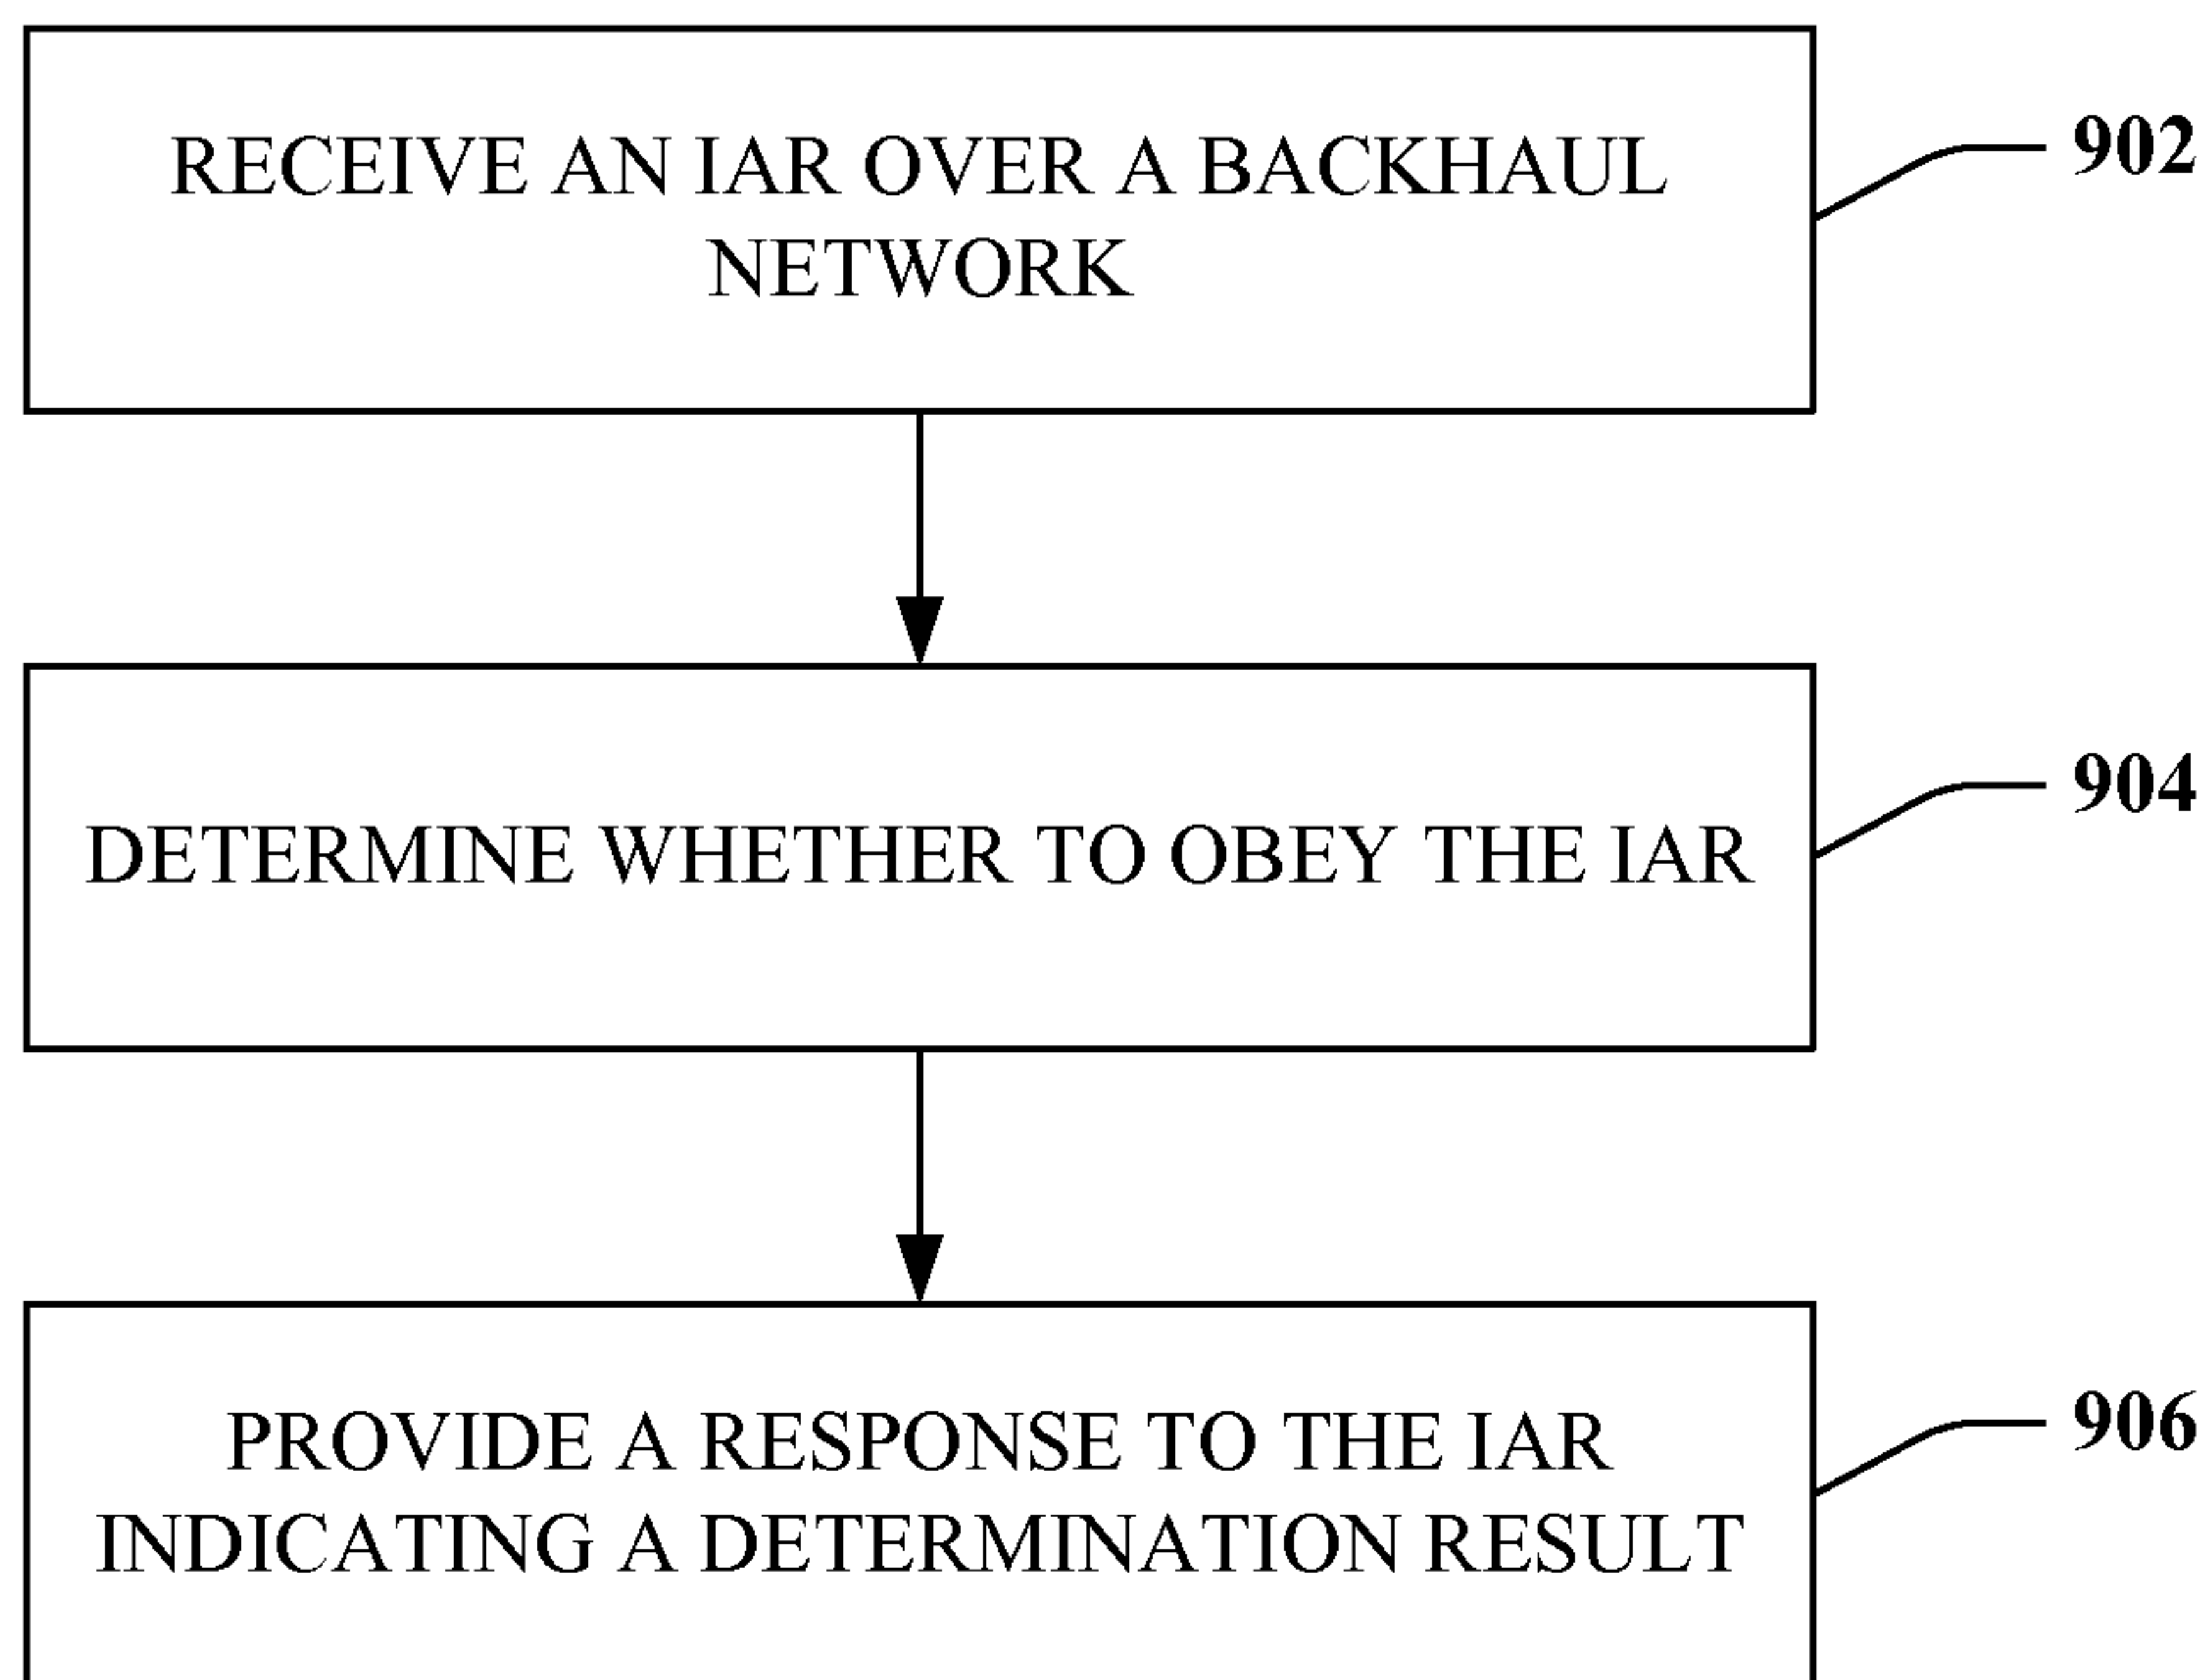 RECEIVE AN IAR OVER A BACKHAUL
NETWORK
902
DETERMINE WHETHER TO OBEY THE IAR
904
PROVIDE A RESPONSE TO THE IAR
INDICATING A DETERMINATION RESULT
906